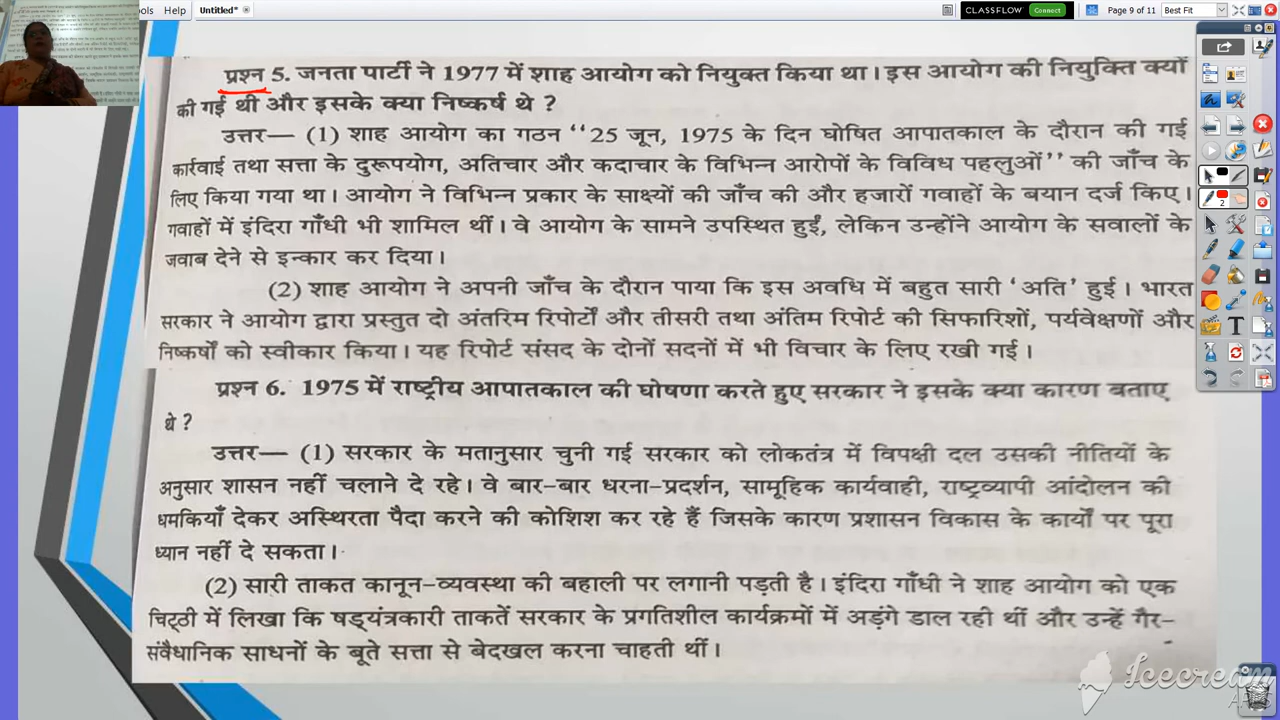 ols Help Untitled* CLASSFLOW Connect Page 9 of 11 Best Fit
प्रश्न 5. जनता पार्टी ने 1977 में शाह आयोग को नियुक्त किया था। इस आयोग की नियुक्ति क्यों
की गई थी और इसके क्या निष्कर्ष थे ?
उत्तर— (1) शाह आयोग का गठन ‘‘25 जून, 1975 के दिन घोषित आपातकाल के दौरान की गई
कार्रवाई तथा सत्ता के दुरूपयोग, अतिचार और कदाचार के विभिन्न आरोपों के विविध पहलुओं’’ की जाँच के
लिए किया गया था। आयोग ने विभिन्न प्रकार के साक्ष्यों की जाँच की और हजारों गवाहों के बयान दर्ज किए।
गवाहों में इंदिरा गाँधी भी शामिल थीं। वे आयोग के सामने उपस्थित हुईं, लेकिन उन्होंने आयोग के सवालों के
जवाब देने से इन्कार कर दिया।
(2) शाह आयोग ने अपनी जाँच के दौरान पाया कि इस अवधि में बहुत सारी ‘अति’ हुई। भारत
सरकार ने आयोग द्वारा प्रस्तुत दो अंतरिम रिपोर्टों और तीसरी तथा अंतिम रिपोर्ट की सिफारिशों, पर्यवेक्षणों और
निष्कर्षों को स्वीकार किया। यह रिपोर्ट संसद के दोनों सदनों में भी विचार के लिए रखी गई।
प्रश्न 6. 1975 में राष्ट्रीय आपातकाल की घोषणा करते हुए सरकार ने इसके क्या कारण बताए
थे ?
उत्तर— (1) सरकार के मतानुसार चुनी गई सरकार को लोकतंत्र में विपक्षी दल उसकी नीतियों के
अनुसार शासन नहीं चलाने दे रहे। वे बार-बार धरना-प्रदर्शन, सामूहिक कार्यवाही, राष्ट्रव्यापी आंदोलन की
धमकियाँ देकर अस्थिरता पैदा करने की कोशिश कर रहे हैं जिसके कारण प्रशासन विकास के कार्यों पर पूरा
ध्यान नहीं दे सकता।
(2) सारी ताकत कानून-व्यवस्था की बहाली पर लगानी पड़ती है। इंदिरा गाँधी ने शाह आयोग को एक
चिट्ठी में लिखा कि षड्यंत्रकारी ताकतें सरकार के प्रगतिशील कार्यक्रमों में अड़ंगे डाल रही थीं और उन्हें गैर-
संवैधानिक साधनों के बूते सत्ता से बेदखल करना चाहती थीं।
Icecream
APPS
2